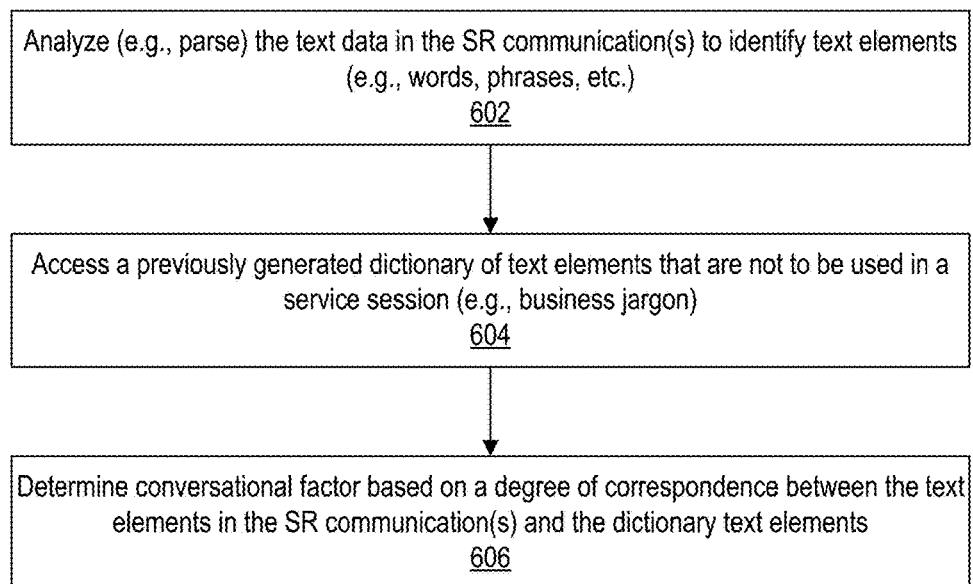 Analyze (e.g., parse) the text data in the SR communication(s) to identify text elements
(e.g., words, phrases, etc.)
602
Access a previously generated dictionary of text elements that are not to be used in a
service session (e.g., business jargon)
604
Determine conversational factor based on a degree of correspondence between the text
elements in the SR communication(s) and the dictionary text elements
606